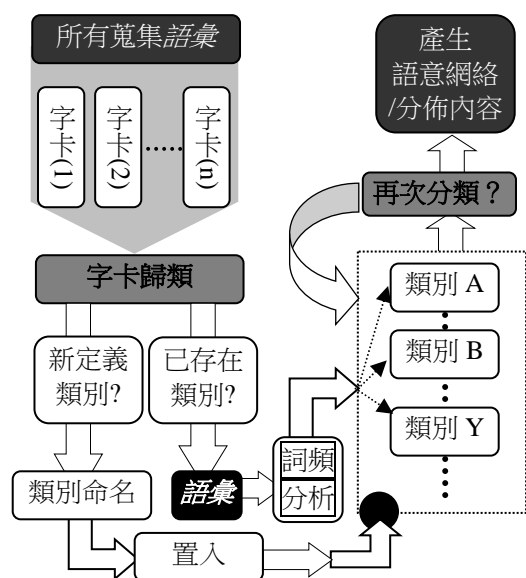 所有蒐集語彙
字卡(1)
字卡(2)
.....
字卡(n)
字卡歸類
新定義
類別?
已存在
類別?
類別命名
語彙
詞頻
分析
置入
產生
語意網絡
/分佈內容
再次分類？
類別 A
類別 B
類別 Y